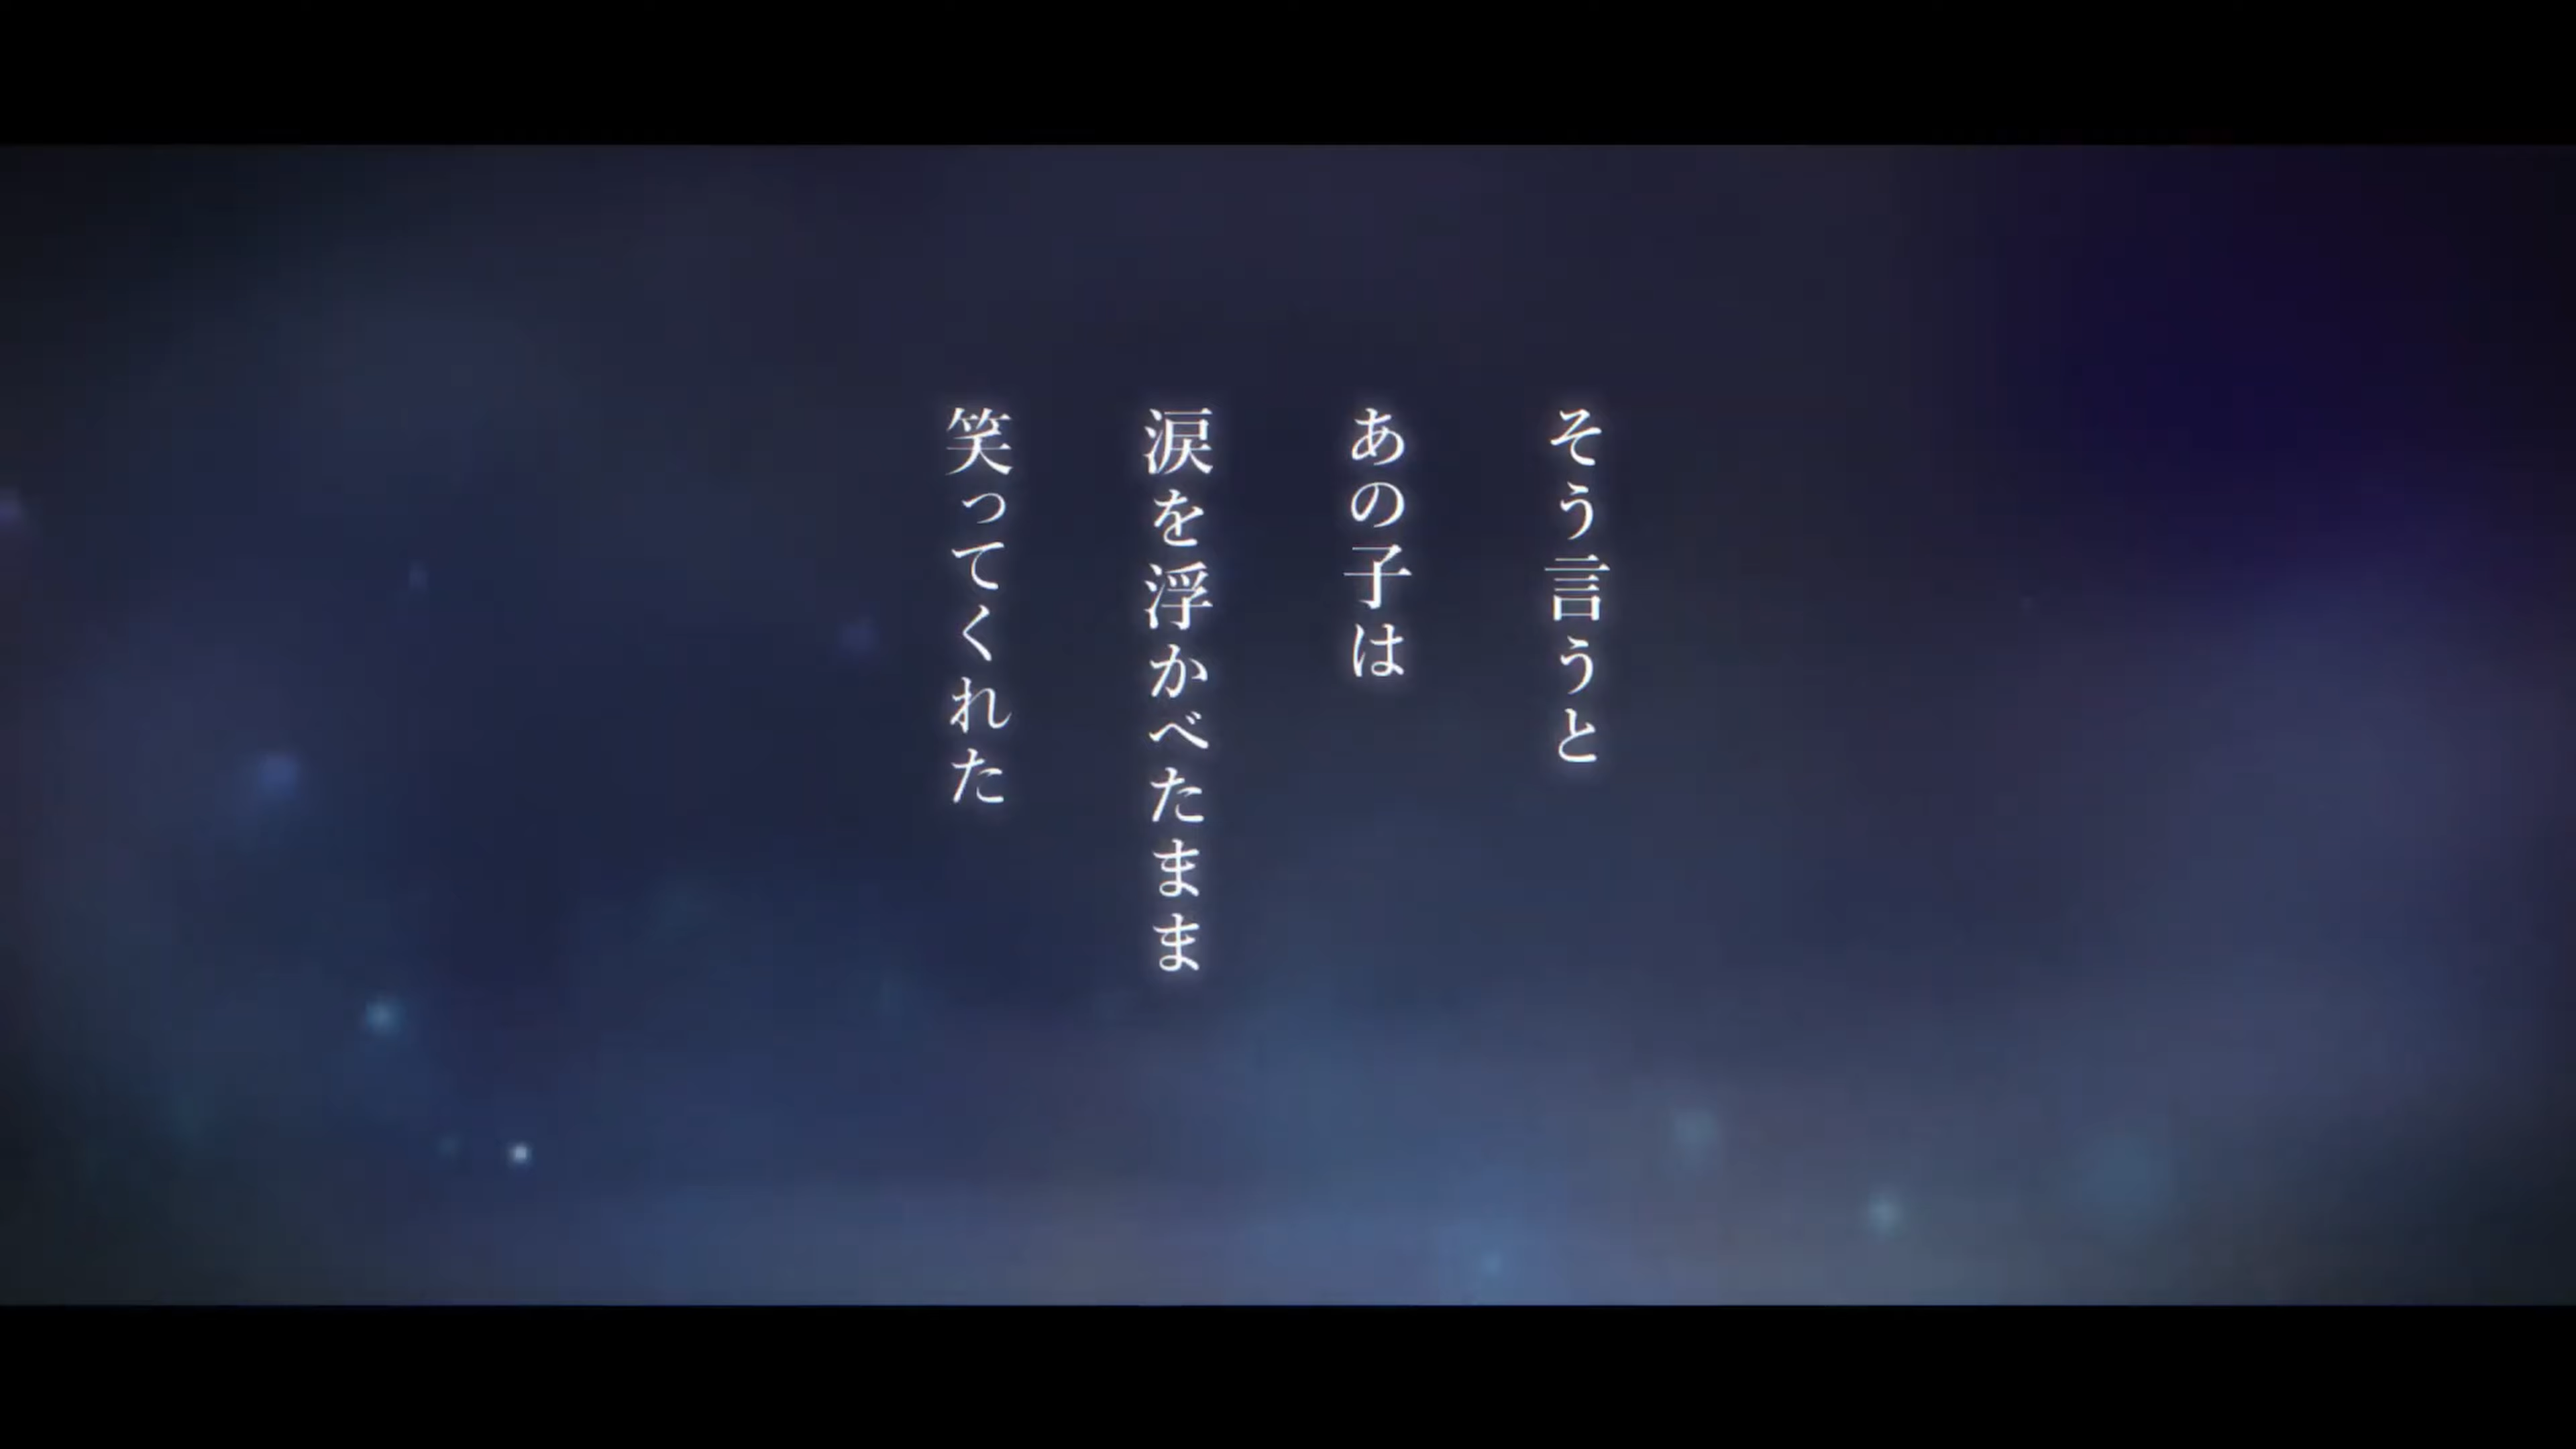 そう言うと
あの子は
涙を浮かべたまま
笑ってくれた